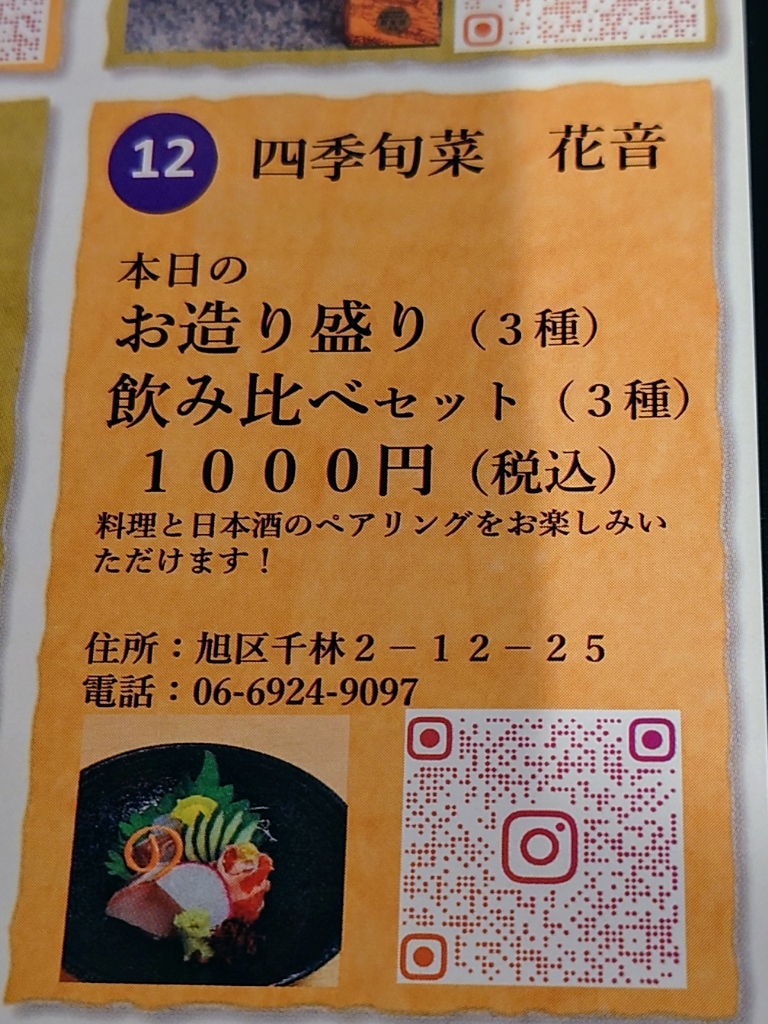 12 四季旬菜 花音
本日の
お造り盛り（３種）
飲み比べセット（３種）
１０００円（税込）
料理と日本酒のペアリングをお楽しみい
ただけます！
住所：旭区千林２－１２－２５
電話：06-6924-9097